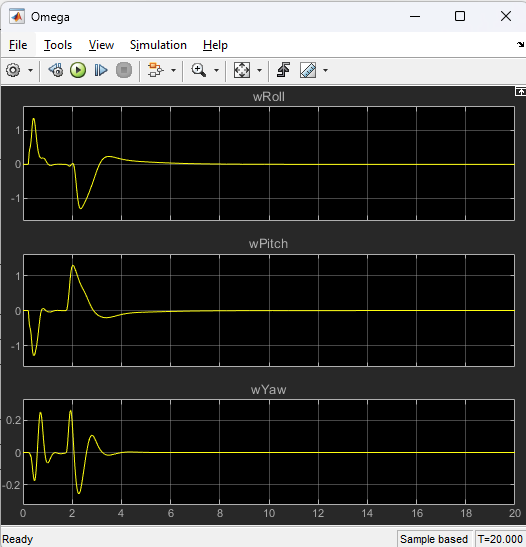 Omega
File Tools View Simulation Help
wRoll
1
0
-1
wPitch
1
0
-1
wYaw
0.2
0
-0.2
0 2 4 6 8 10 12 14 16 18 20
Ready Sample based T=20.000